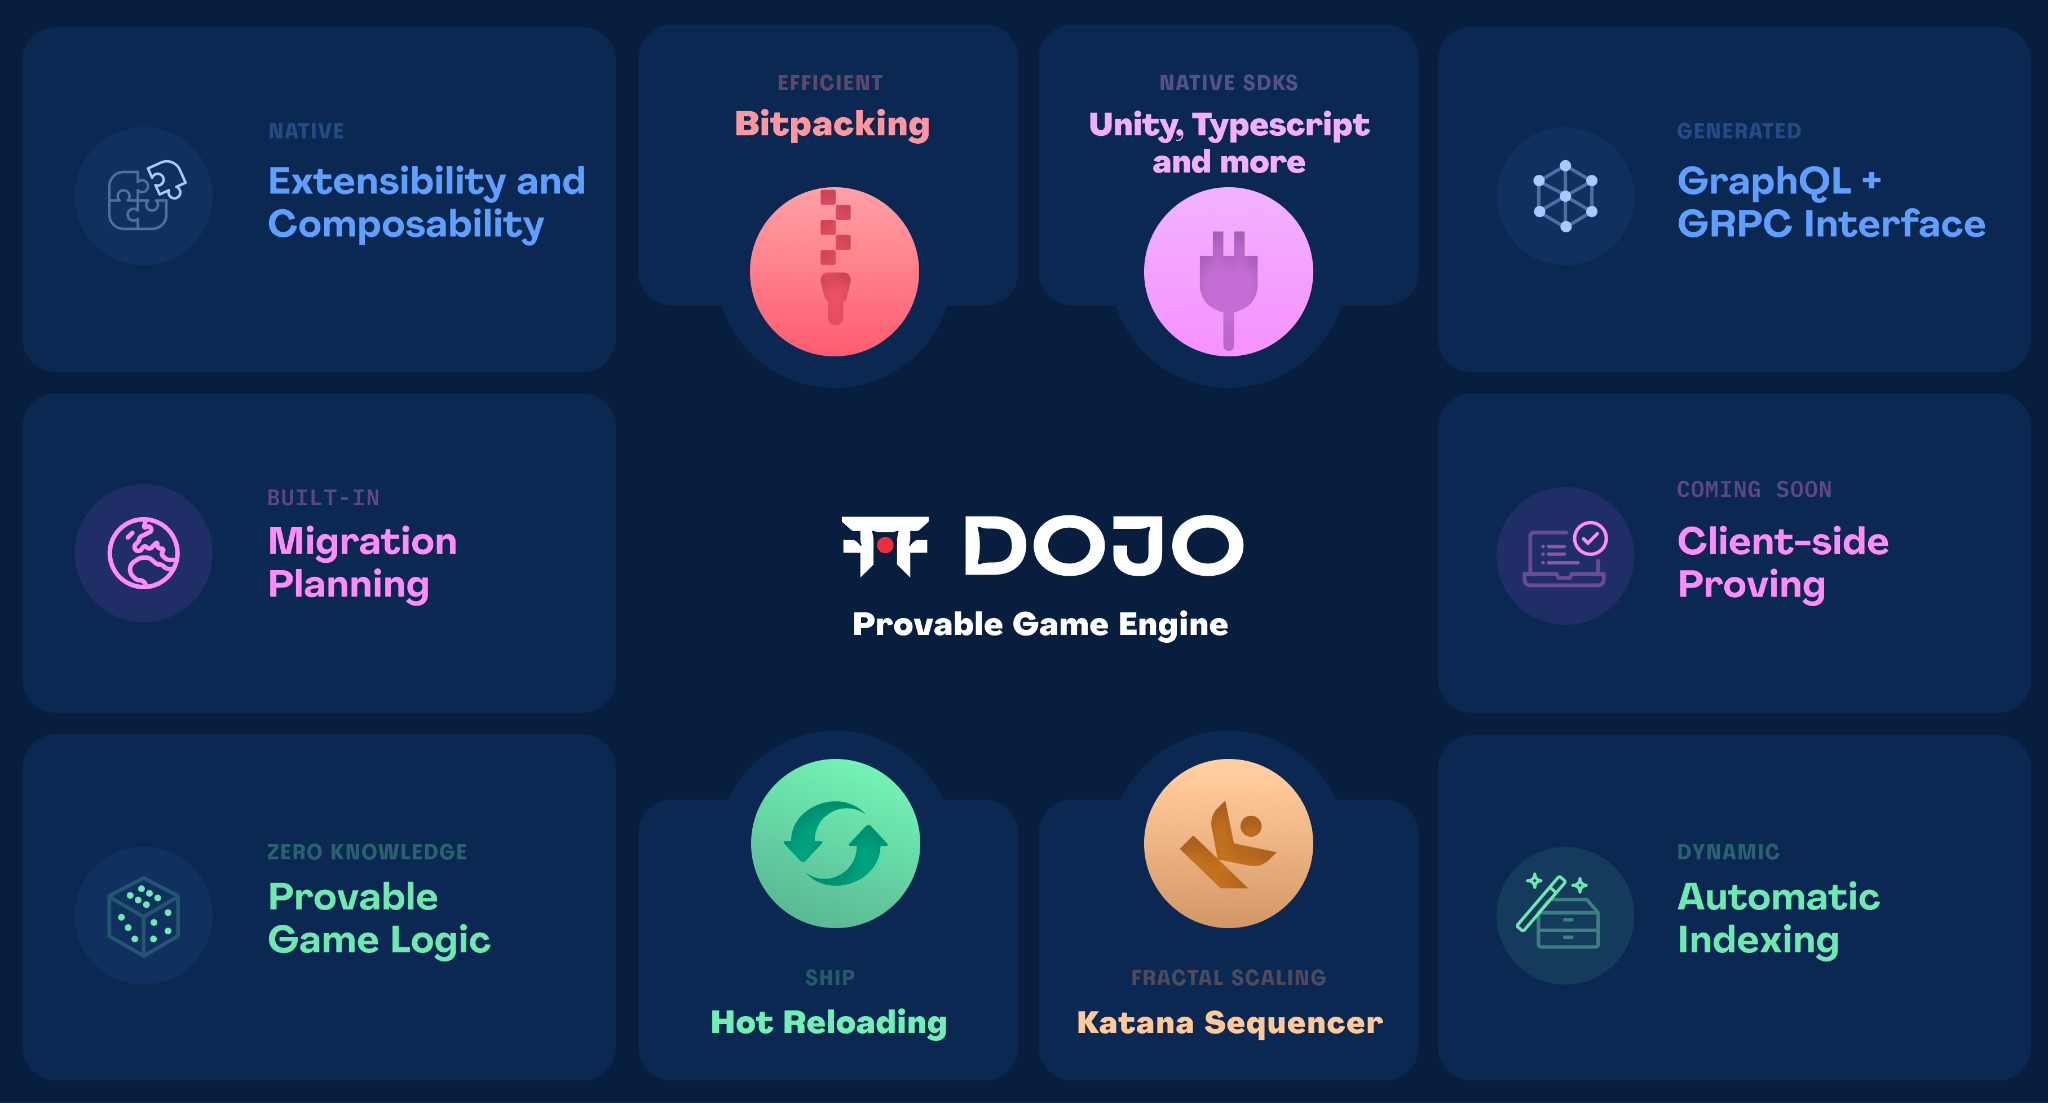 NATIVE
Extensibility and
Composability
EFFICIENT
Bitpacking
NATIVE SDKS
Unity, Typescript
and more
GENERATED
GraphQL +
GRPC Interface
BUILT-IN
Migration
Planning
DOJO
Provable Game Engine
COMING SOON
Client-side
Proving
ZERO KNOWLEDGE
Provable
Game Logic
SHIP
Hot Reloading
FRACTAL SCALING
Katana Sequencer
DYNAMIC
Automatic
Indexing